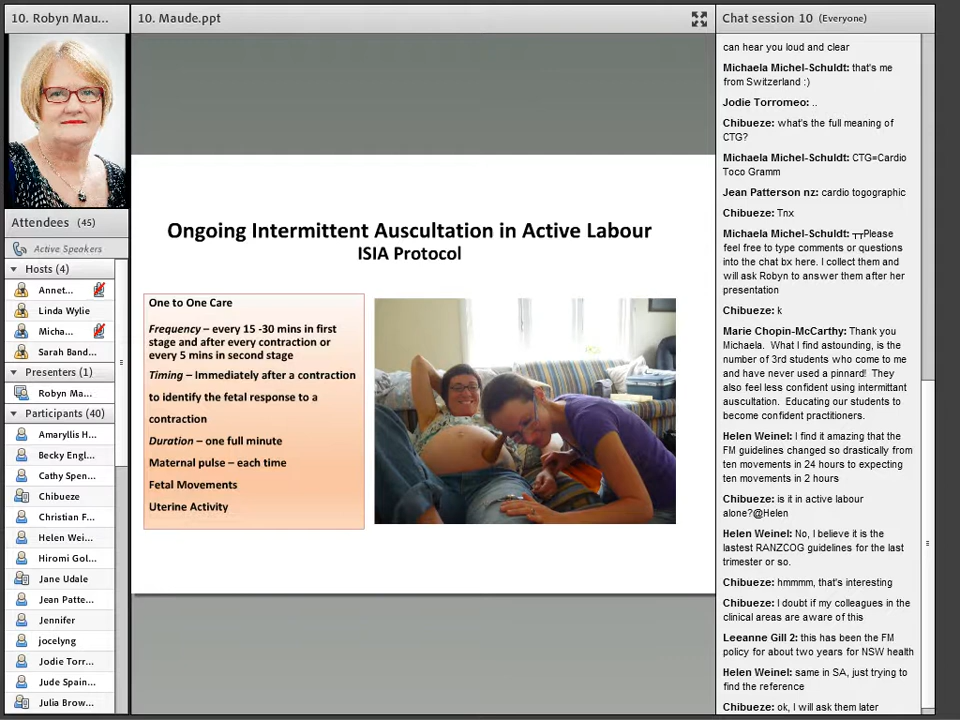 10. Robyn Mau...
Attendees (45)
Active Speakers
Hosts (4)
Annet...
Linda Wylie
Micha...
Sarah Band...
Presenters (1)
Robyn Ma...
Participants (40)
Amaryllis H...
Becky Engl...
Cathy Spen...
Chibueze
Christian F...
Helen Wei...
Hiromi Gol...
Jane Udale
Jean Patte...
Jennifer
jocelyng
Jodie Torr...
Jude Spain...
Julia Brow...
10. Maude.ppt
Ongoing Intermittent Auscultation in Active Labour
ISIA Protocol
One to One Care
Frequency – every 15 -30 mins in first
stage and after every contraction or
every 5 mins in second stage
Timing – Immediately after a contraction
to identify the fetal response to a
contraction
Duration – one full minute
Maternal pulse – each time
Fetal Movements
Uterine Activity
Chat session 10 (Everyone)
can hear you loud and clear
Michaela Michel-Schuldt: that's me
from Switzerland :)
Jodie Torromeo: ..
Chibueze: what's the full meaning of
CTG?
Michaela Michel-Schuldt: CTG=Cardio
Toco Gramm
Jean Patterson nz: cardio togographic
Chibueze: Tnx
Michaela Michel-Schuldt: ┬┬Please
feel free to type comments or questions
into the chat bx here. I collect them and
will ask Robyn to answer them after her
presentation
Chibueze: k
Marie Chopin-McCarthy: Thank you
Michaela. What I find astounding, is the
number of 3rd students who come to me
and have never used a pinnard! They
also feel less confident using intermittant
auscultation. Educating our students to
become confident practitioners.
Helen Weinel: I find it amazing that the
FM guidelines changed so drastically from
ten movements in 24 hours to expecting
ten movements in 2 hours
Chibueze: is it in active labour
alone?@Helen
Helen Weinel: No, I believe it is the
lastest RANZCOG guidelines for the last
trimester or so.
Chibueze: hmmmm, that's interesting
Chibueze: I doubt if my colleagues in the
clinical areas are aware of this
Leeanne Gill 2: this has been the FM
policy for about two years for NSW health
Helen Weinel: same in SA, just trying to
find the reference
Chibueze: ok, I will ask them later